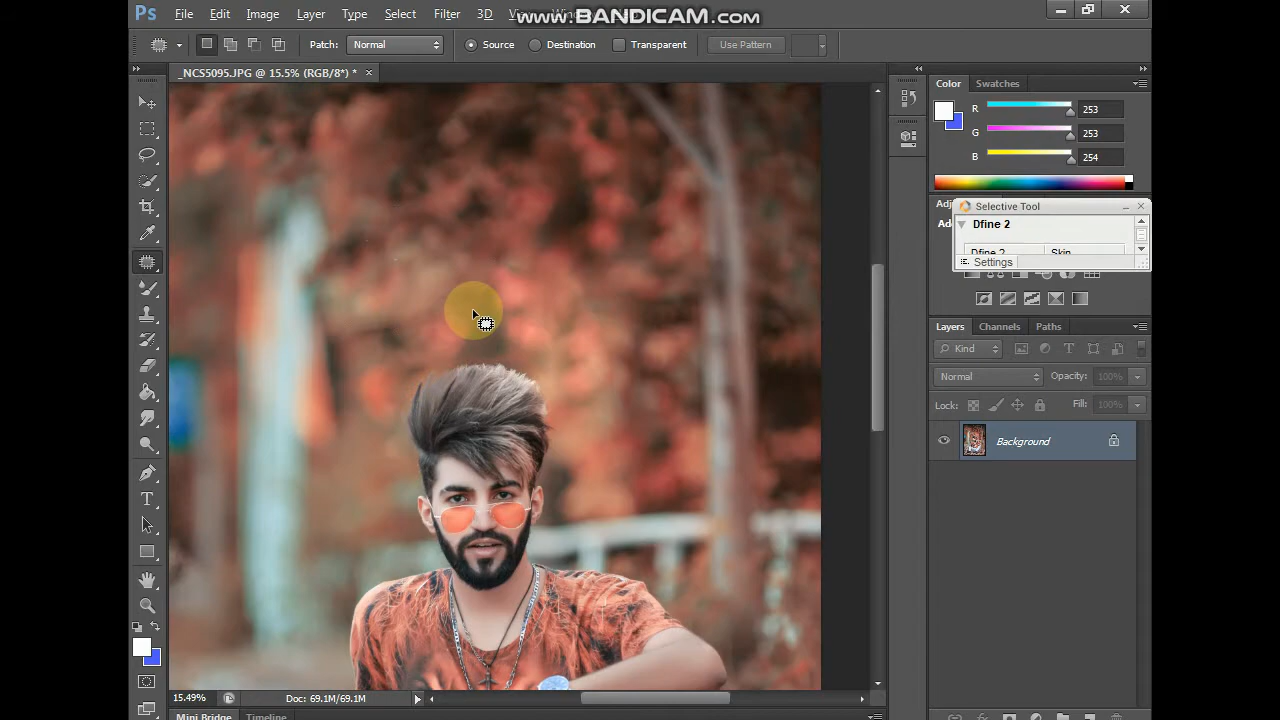 Ps File Edit Image Layer Type Select Filter 3D
www.BANDICAM.com
Patch: Normal Source Destination Transparent Use Pattern
_NCS5095.JPG @ 15.5% (RGB/8*) * ×
Color Swatches
R 253
G 253
B 254
Selective Tool
Dfine 2
Dfine 2 Skin
Settings
Layers Channels Paths
Kind
Normal Opacity: 100%
Lock: Fill: 100%
Background
15.49% Doc: 69.1M/69.1M
Mini Bridge Timeline